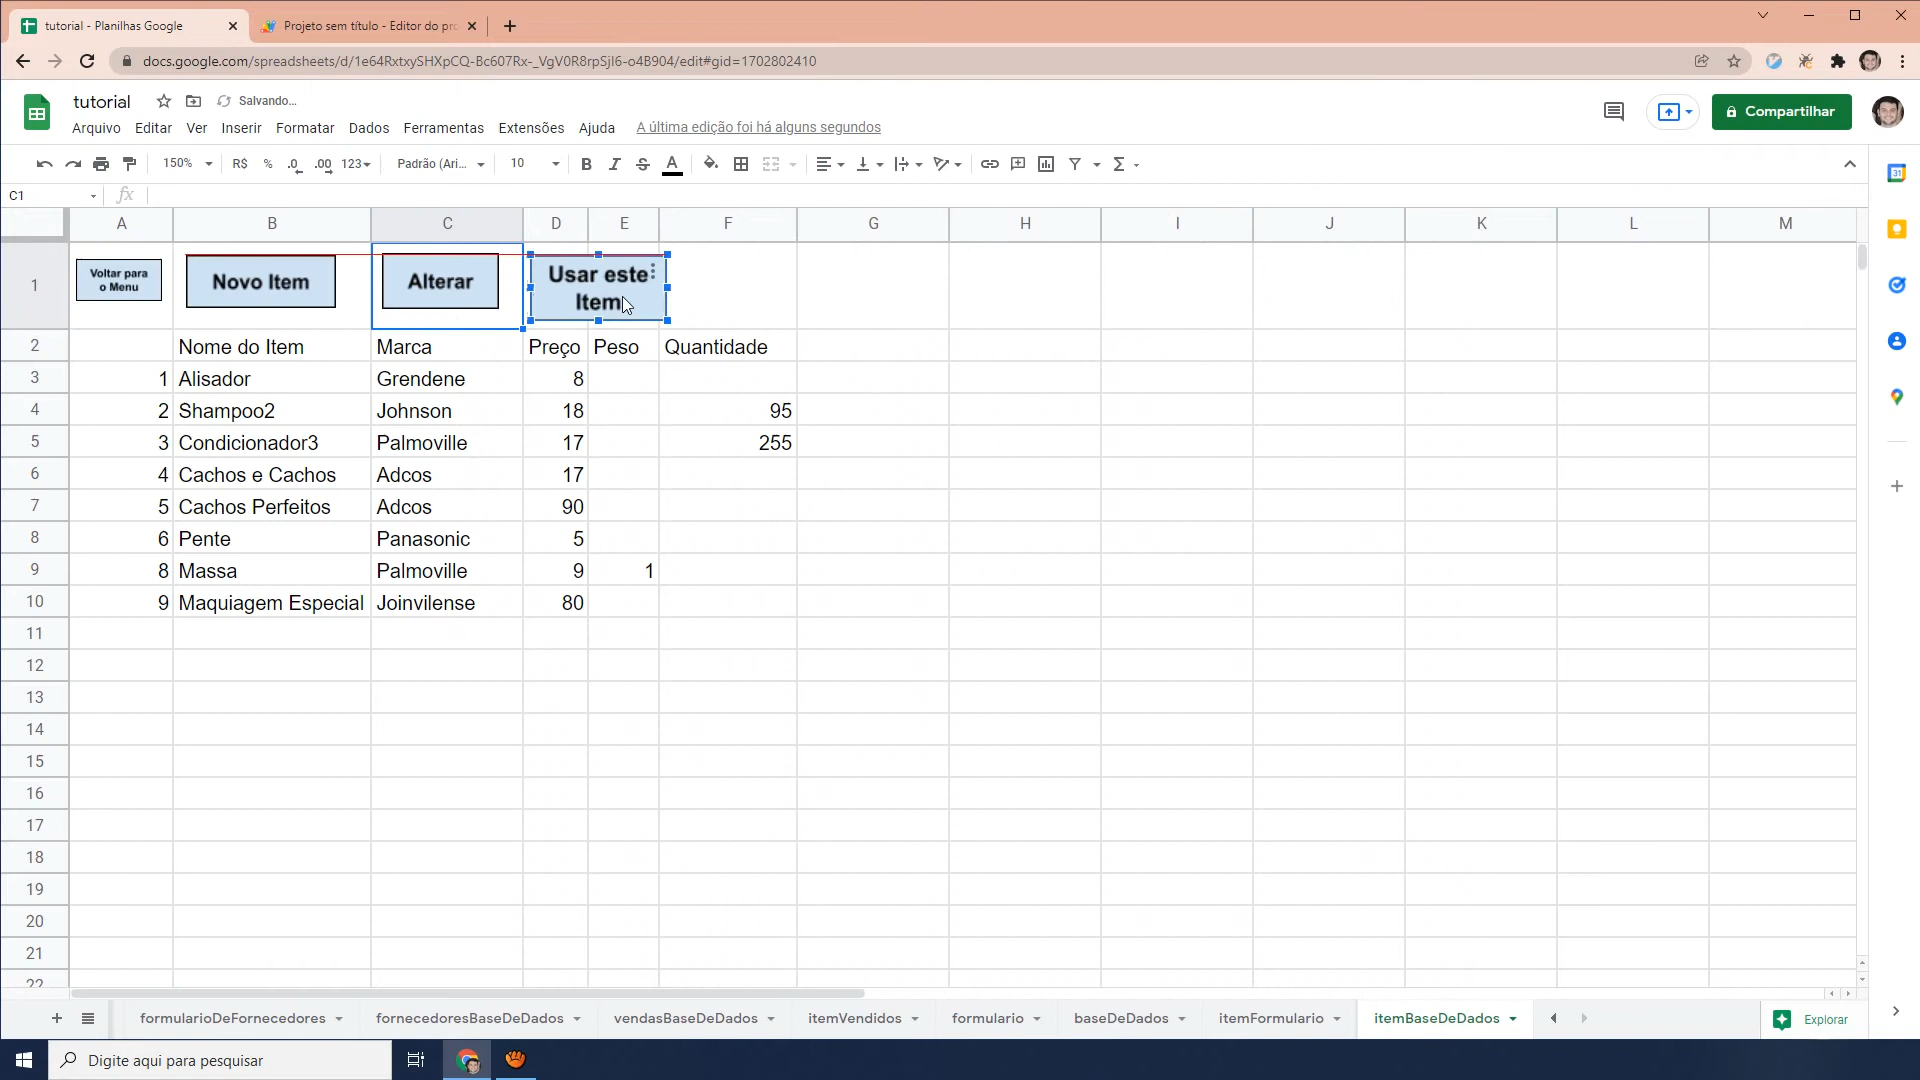 tutorial - Planilhas Google
Projeto sem título - Editor do pro
docs.google.com/spreadsheets/d/1e64RxtxySHXpCQ-Bc607Rx-_VgV0R8rpSjl6-o4B904/edit#gid=1702802410
tutorial
Salvando...
Arquivo Editar Ver Inserir Formatar Dados Ferramentas Extensões Ajuda A última edição foi há alguns segundos
Compartilhar
150% R$ % .0 .00 123 Padrão (Ari... 10 B I S A Σ
C1 fx
31
A B C D E F G H I J K L M
Voltar para
o Menu
Novo Item
Alterar
Usar este
Item
1
2 Nome do Item Marca Preço Peso Quantidade
3 1 Alisador Grendene 8
4 2 Shampoo2 Johnson 18 95
5 3 Condicionador3 Palmoville 17 255
6 4 Cachos e Cachos Adcos 17
7 5 Cachos Perfeitos Adcos 90
8 6 Pente Panasonic 5
9 8 Massa Palmoville 9 1
10 9 Maquiagem Especial Joinvilense 80
11
12
13
14
15
16
17
18
19
20
21
22
formularioDeFornecedores fornecedoresBaseDeDados vendasBaseDeDados itemVendidos formulario baseDeDados itemFormulario itemBaseDeDados Explorar
Digite aqui para pesquisar